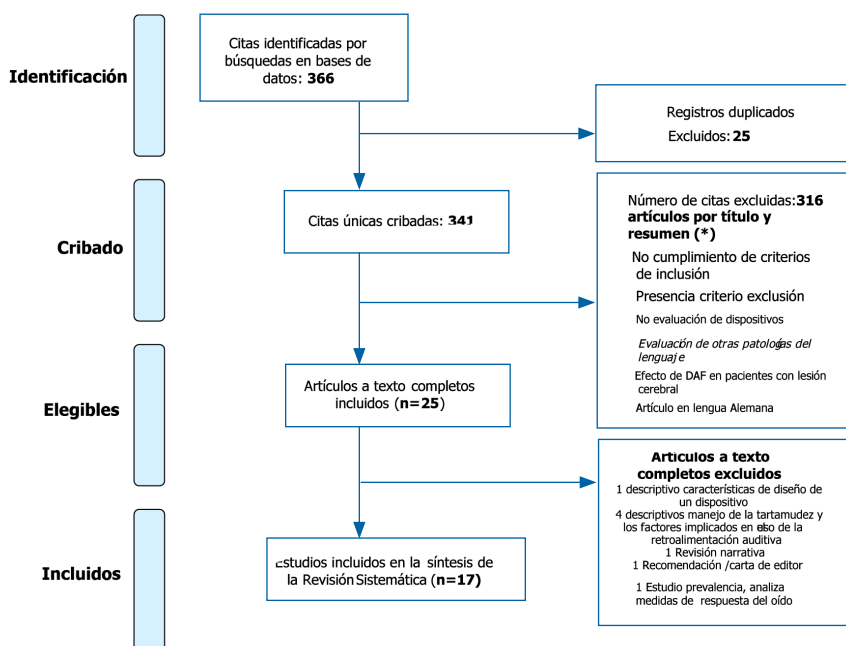 Citas identificadas por
búsquedas en bases de
datos: 366
Identificación
Registros duplicados
Excluidos: 25
Citas únicas cribadas: 341
Cribado
Número de citas excluidas:316
artículos por título y
resumen (*)
No cumplimiento de criterios
de inclusión
Presencia criterio exclusión
No evaluación de dispositivos
Evaluación de otras patologías del
lenguaje
Efecto de DAF en pacientes con lesión
cerebral
Artículo en lengua Alemana
Artículos a texto completos
incluidos (n=25)
Elegibles
Artículos a texto
completos excluidos
1 descriptivo características de diseño de
un dispositivo
4 descriptivos manejo de la tartamudez y
los factores implicados en uso de la
retroalimentación auditiva
1 Revisión narrativa
1 Recomendación /carta de editor
1 Estudio prevalencia, analiza
medidas de respuesta del oído
Estudios incluidos en la síntesis de
la Revisión Sistemática (n=17)
Incluidos